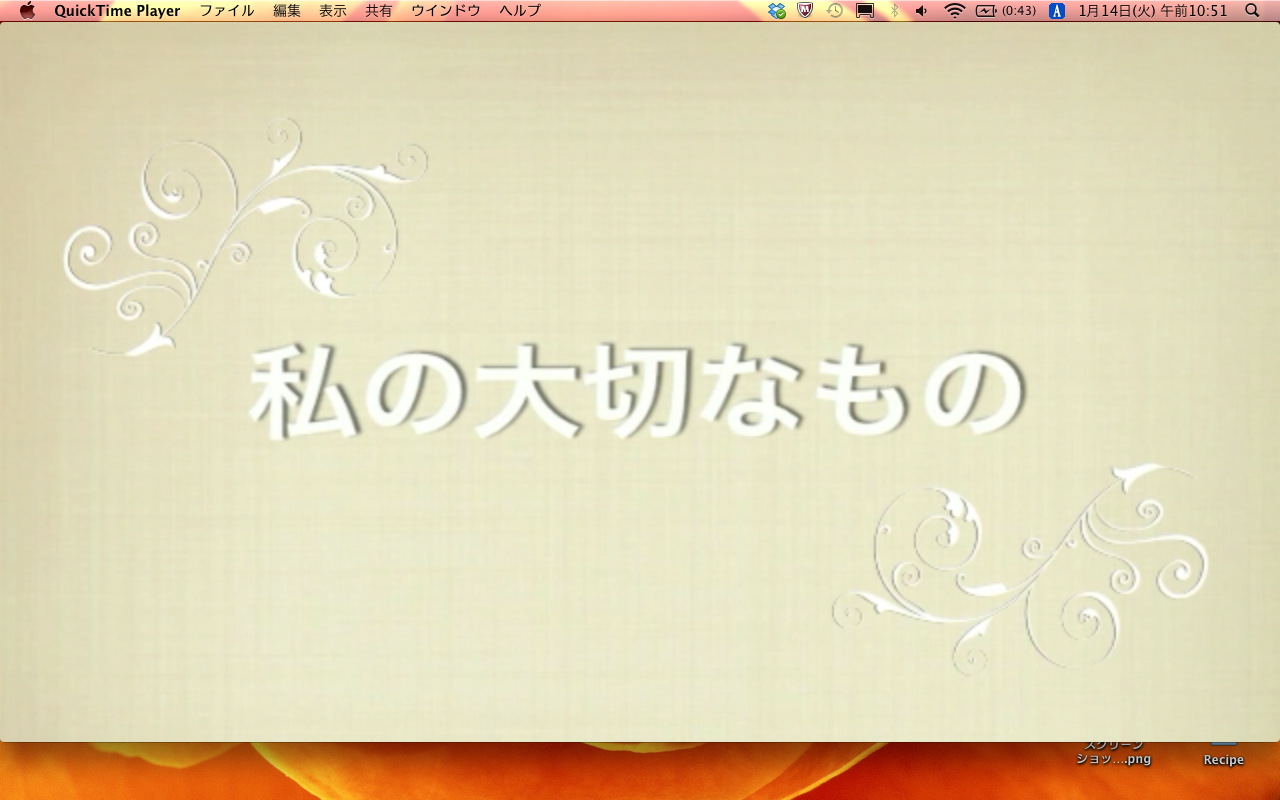 QuickTime Player ファイル 編集 表示 共有 ウインドウ ヘルプ (0:43) A 1月14日(火) 午前10:51
私の大切なもの
スクリーン
ショッ....png Recipe